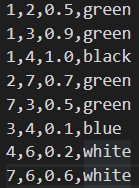 1,2,0.5,green
1,3,0.9,green
1,4,1.0,black
2,7,0.7,green
7,3,0.5,green
3,4,0.1,blue
4,6,0.2,white
7,6,0.6,white